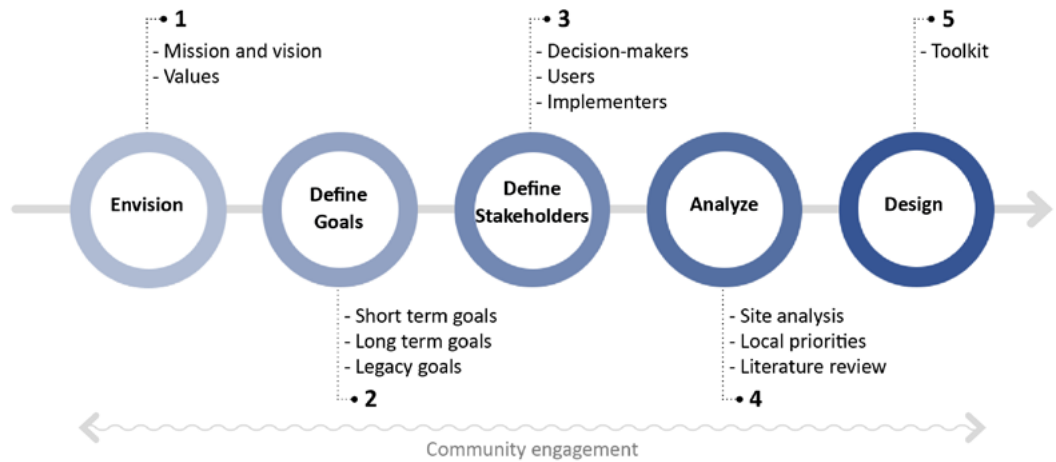 1
- Mission and vision
- Values
3
- Decision-makers
- Users
- Implementers
5
- Toolkit
Envision
Define
Goals
Define
Stakeholders
Analyze
Design
- Short term goals
- Long term goals
- Legacy goals
2
- Site analysis
- Local priorities
- Literature review
4
Community engagement